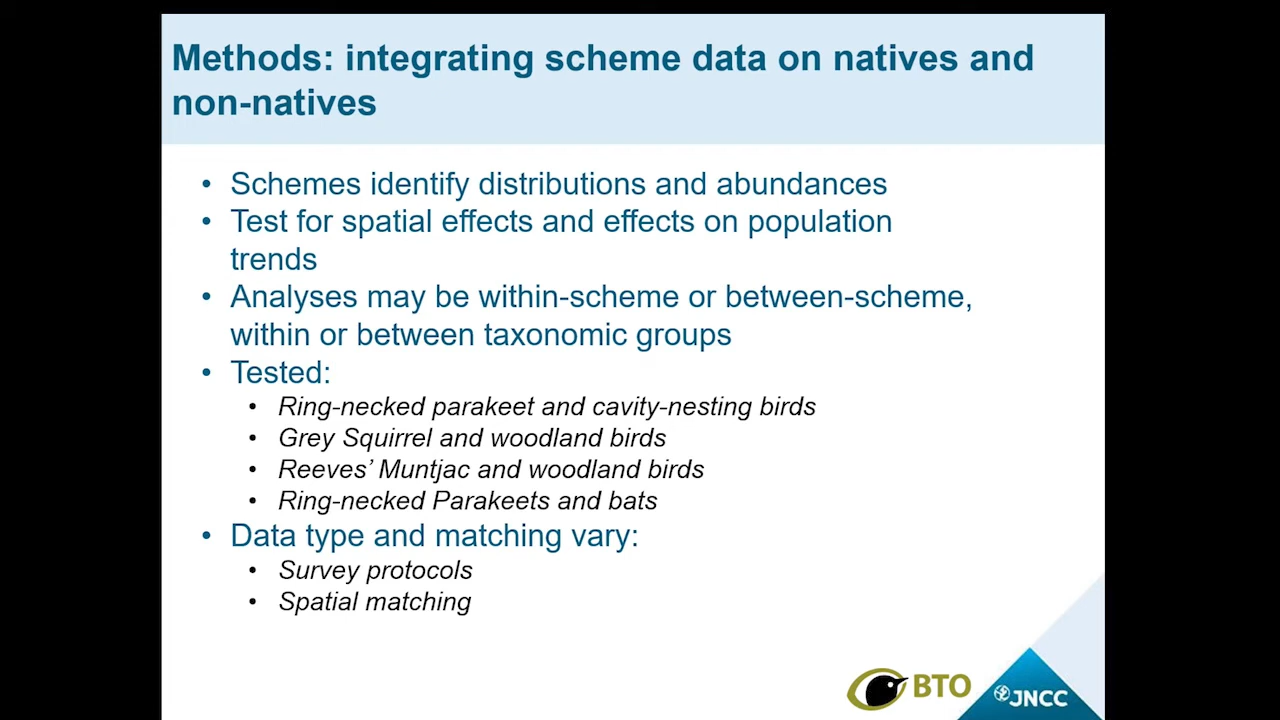 Methods: integrating scheme data on natives and
non-natives
• Schemes identify distributions and abundances
• Test for spatial effects and effects on population
trends
• Analyses may be within-scheme or between-scheme,
within or between taxonomic groups
• Tested:
• Ring-necked parakeet and cavity-nesting birds
• Grey Squirrel and woodland birds
• Reeves’ Muntjac and woodland birds
• Ring-necked Parakeets and bats
• Data type and matching vary:
• Survey protocols
• Spatial matching
BTO
JNCC